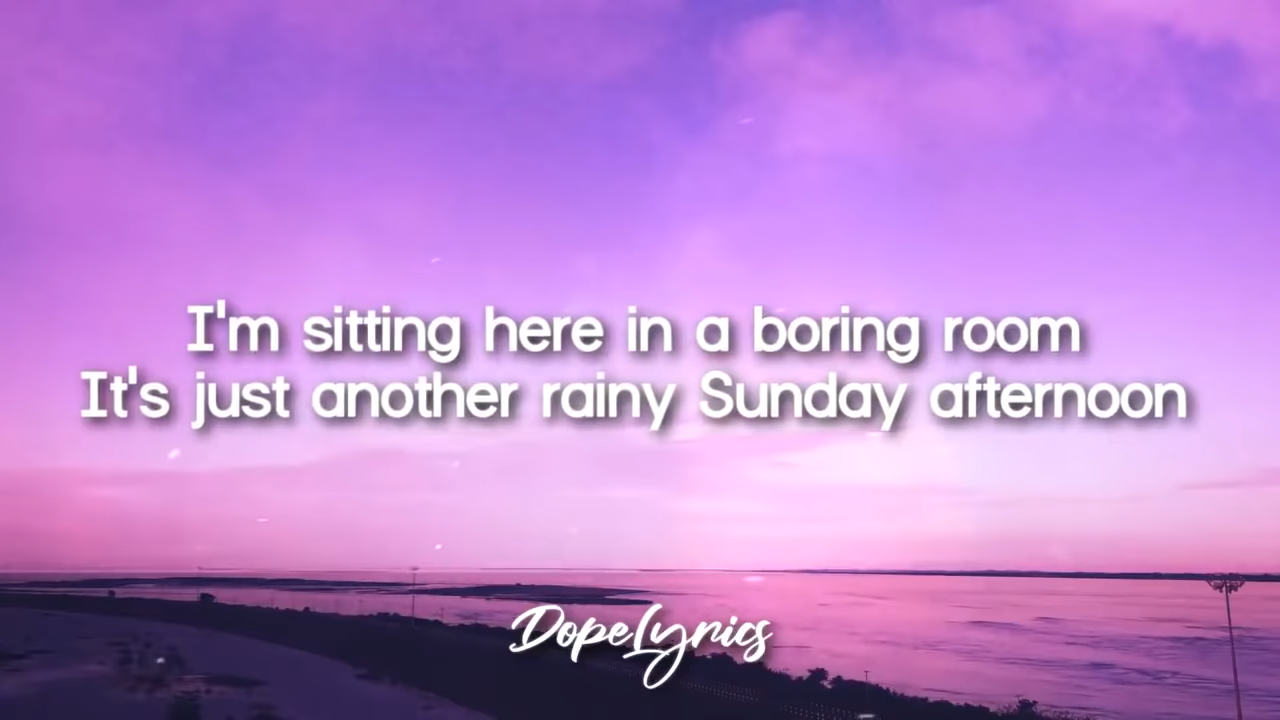 I'm sitting here in a boring room
It's just another rainy Sunday afternoon
DopeLyrics